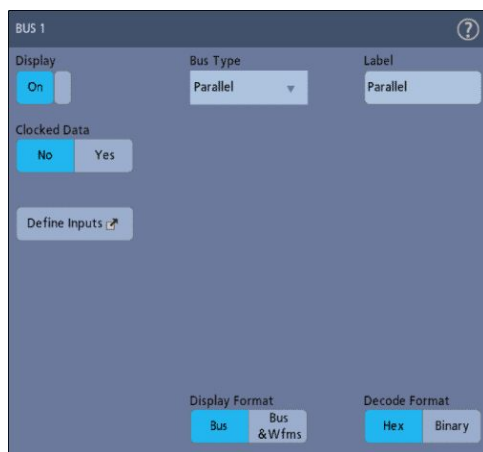 BUS 1
?
Display
Bus Type
Label
On
Parallel
Parallel
Clocked Data
No
Yes
Define Inputs
Display Format
Decode Format
Bus
Bus
&Wfms
Hex
Binary